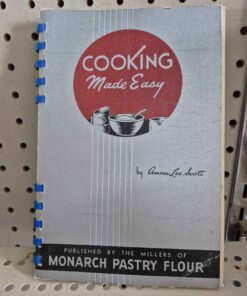 COOKING
Made Easy
by Anna Lee Scott
PUBLISHED BY THE MILLERS OF
MONARCH PASTRY FLOUR